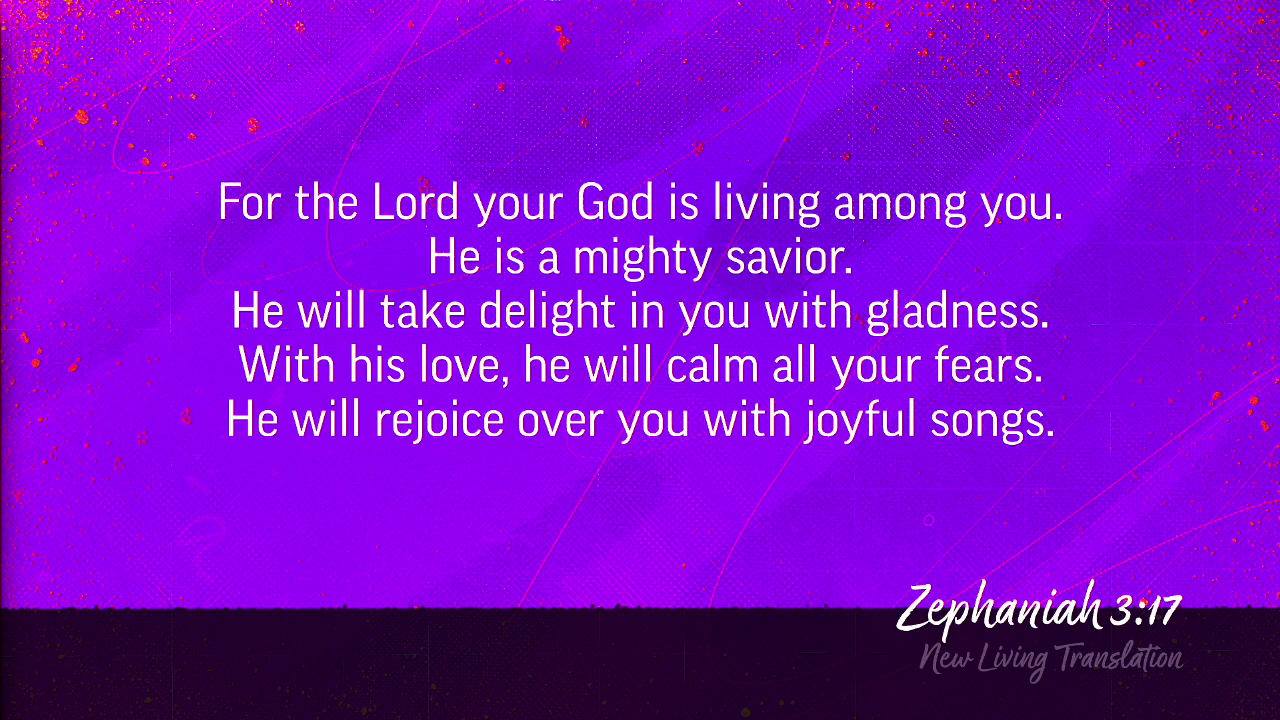 For the Lord your God is living among you.
He is a mighty savior.
He will take delight in you with gladness.
With his love, he will calm all your fears.
He will rejoice over you with joyful songs.
Zephaniah 3:17
New Living Translation